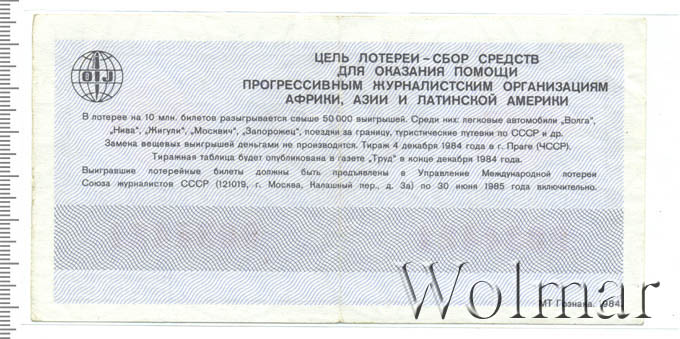 OIJ
ЦЕЛЬ ЛОТЕРЕИ – СБОР СРЕДСТВ
ДЛЯ ОКАЗАНИЯ ПОМОЩИ
ПРОГРЕССИВНЫМ ЖУРНАЛИСТСКИМ ОРГАНИЗАЦИЯМ
АФРИКИ, АЗИИ И ЛАТИНСКОЙ АМЕРИКИ
В лотерее на 10 млн. билетов разыгрывается свыше 50 000 выигрышей. Среди них: легковые автомобили „Волга“,
„Нива“, „Жигули“, „Москвич“, „Запорожец“, поездки за границу, туристические путевки по СССР и др.
Замена вещевых выигрышей деньгами не производится. Тираж 4 декабря 1984 года в г. Праге (ЧССР).
Тиражная таблица будет опубликована в газете „Труд“ в конце декабря 1984 года.
Выигравшие лотерейные билеты должны быть предъявлены в Управление Международной лотереи
Союза журналистов СССР (121019, г. Москва, Калашный пер., д. 3а) по 30 июня 1985 года включительно.
МТ Гознака. 1984.
Wolmar